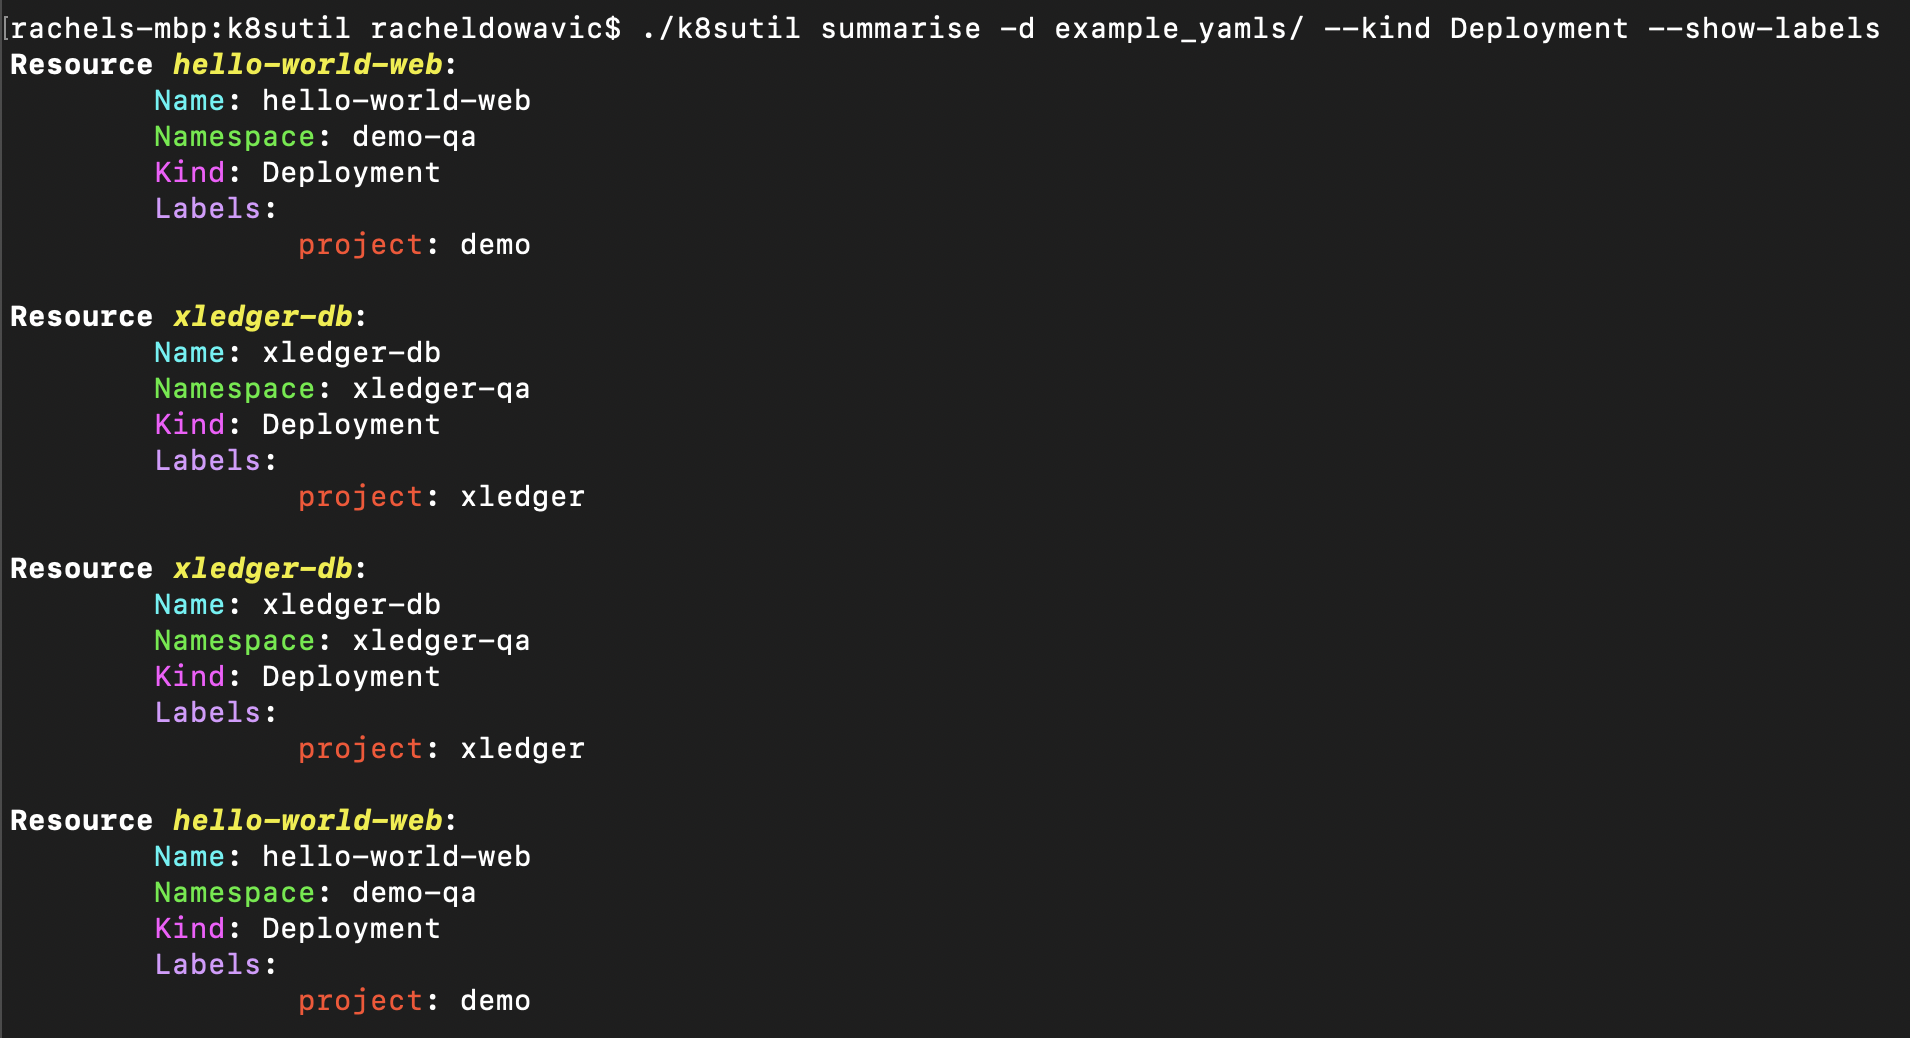 [rachels-mbp:k8sutil racheldowavic$ ./k8sutil summarise -d example_yamls/ --kind Deployment --show-labels
Resource hello-world-web:
Name: hello-world-web
Namespace: demo-qa
Kind: Deployment
Labels:
project: demo
Resource xledger-db:
Name: xledger-db
Namespace: xledger-qa
Kind: Deployment
Labels:
project: xledger
Resource xledger-db:
Name: xledger-db
Namespace: xledger-qa
Kind: Deployment
Labels:
project: xledger
Resource hello-world-web:
Name: hello-world-web
Namespace: demo-qa
Kind: Deployment
Labels:
project: demo